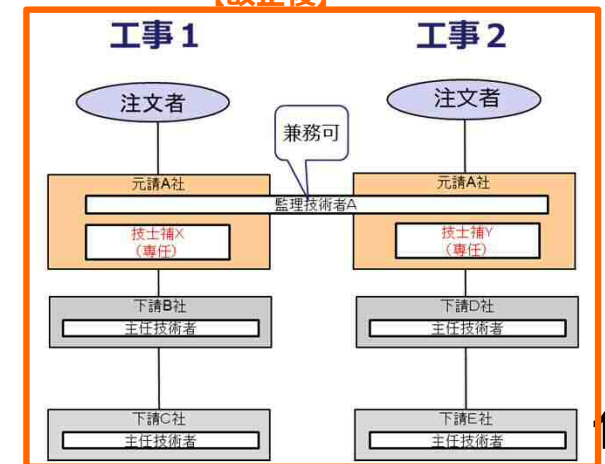 【改正後】
工事１ 工事２
注文者 注文者
兼務可
元請A社 元請A社
監理技術者A
技士補X 技士補Y
（専任） （専任）
下請B社 下請D社
主任技術者 主任技術者
下請C社 下請E社
主任技術者 主任技術者